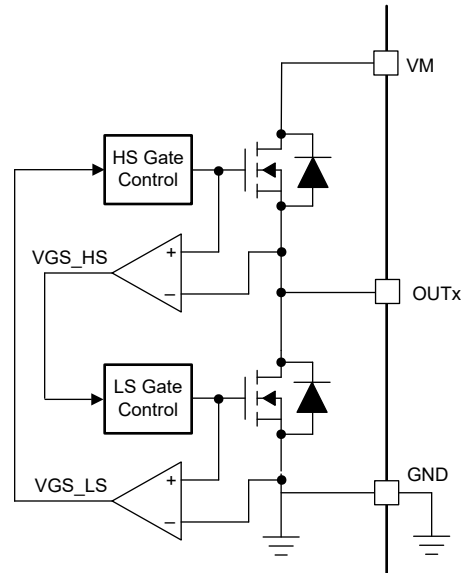 VM
HS Gate
Control
+
VGS_HS
−
OUTx
LS Gate
Control
GND
+
VGS_LS
−